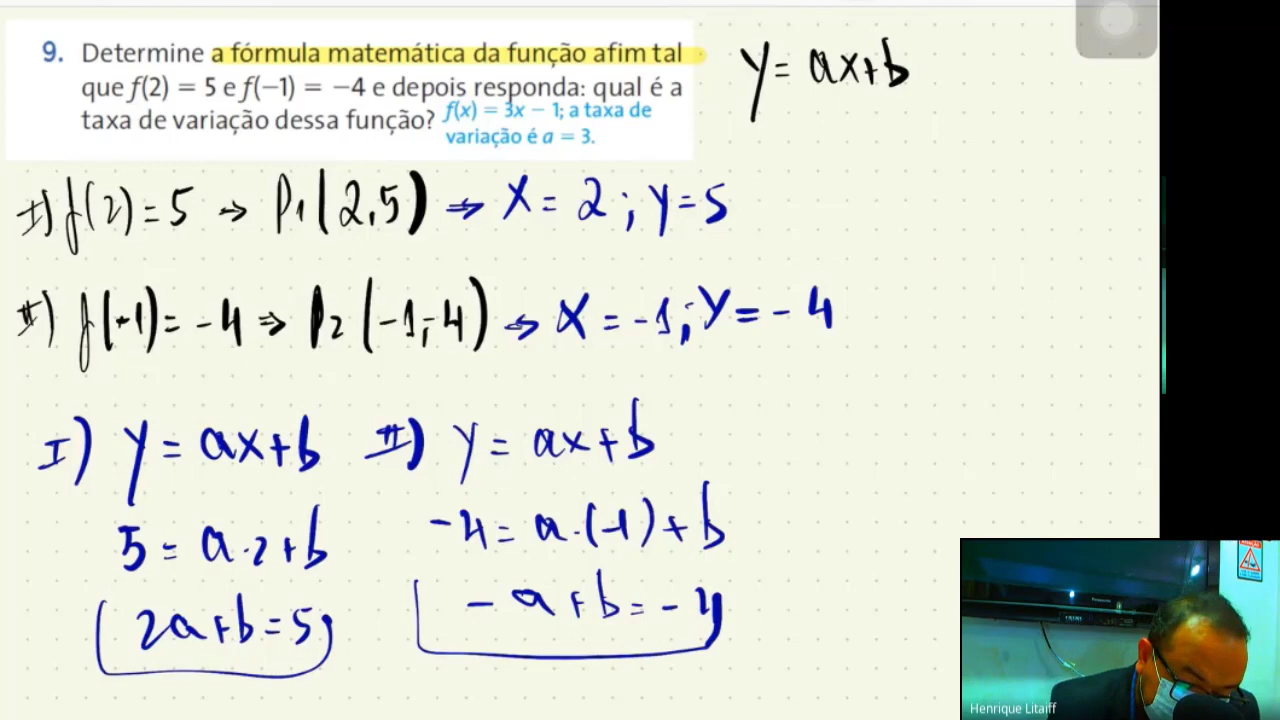 9. Determine a fórmula matemática da função afim tal
que f(2) = 5 e f(−1) = −4 e depois responda: qual é a
taxa de variação dessa função? f(x) = 3x − 1; a taxa de
variação é a = 3.
y = ax+b
I) f(2) = 5 → P1(2,5) → x = 2; y = 5
II) f(-1) = -4 ⇒ P2(-1,-4) → x = -1; y = -4
I) y = ax+b II) y = ax+b
5 = a·2+b -4 = a·(-1)+b
2a+b=5 -a+b=-4
Panasonic
Henrique Litaiff